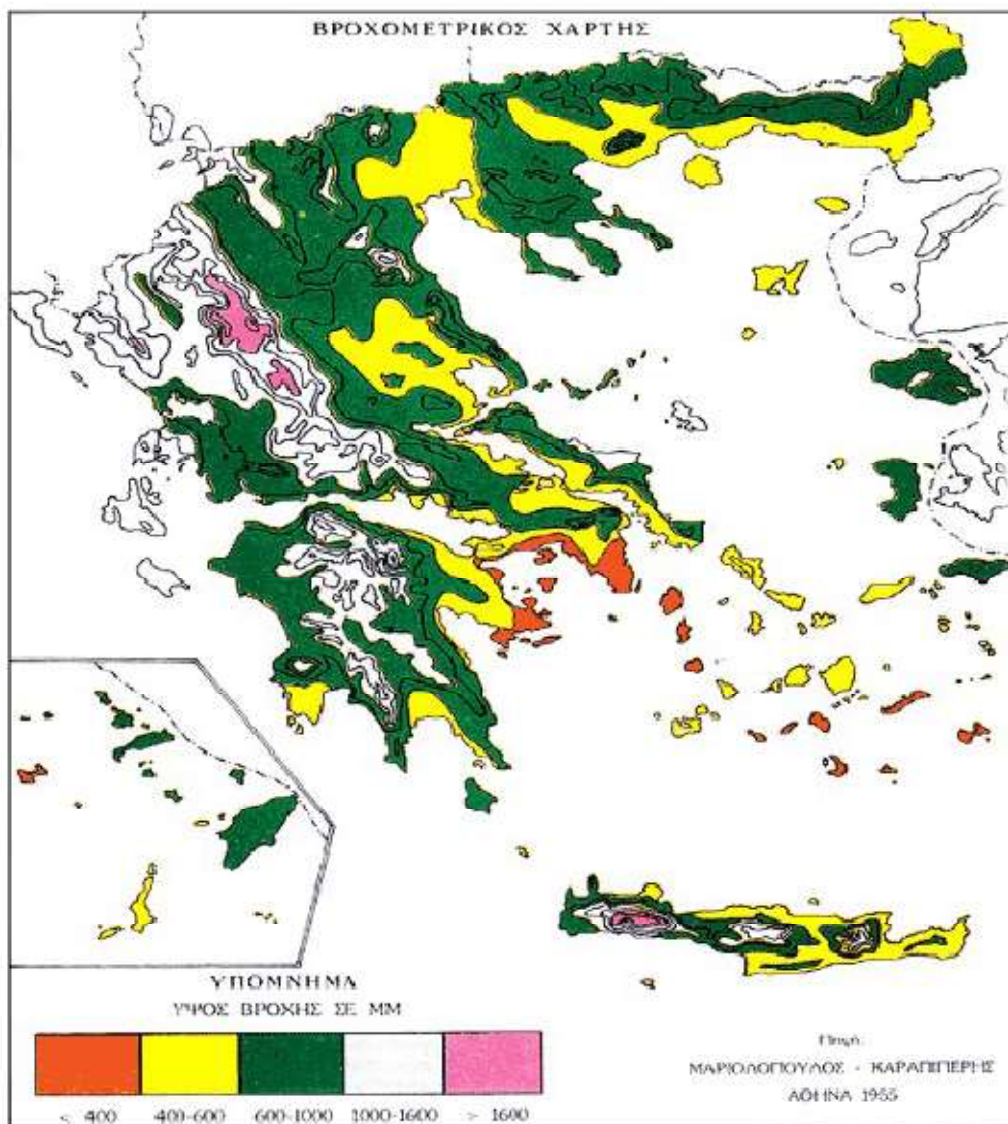 ΒΡΟΧΟΜΕΤΡΙΚΟΣ ΧΑΡΤΗΣ
ΥΠΟΜΝΗΜΑ
ΥΨΟΣ ΒΡΟΧΗΣ ΣΕ ΜΜ
< 400 400-600 600-1000 1000-1600 > 1600
Πηγή:
ΜΑΡΙΟΛΟΠΟΥΛΟΣ - ΚΑΡΑΠΙΠΕΡΗΣ
ΑΘΗΝΑ 1955